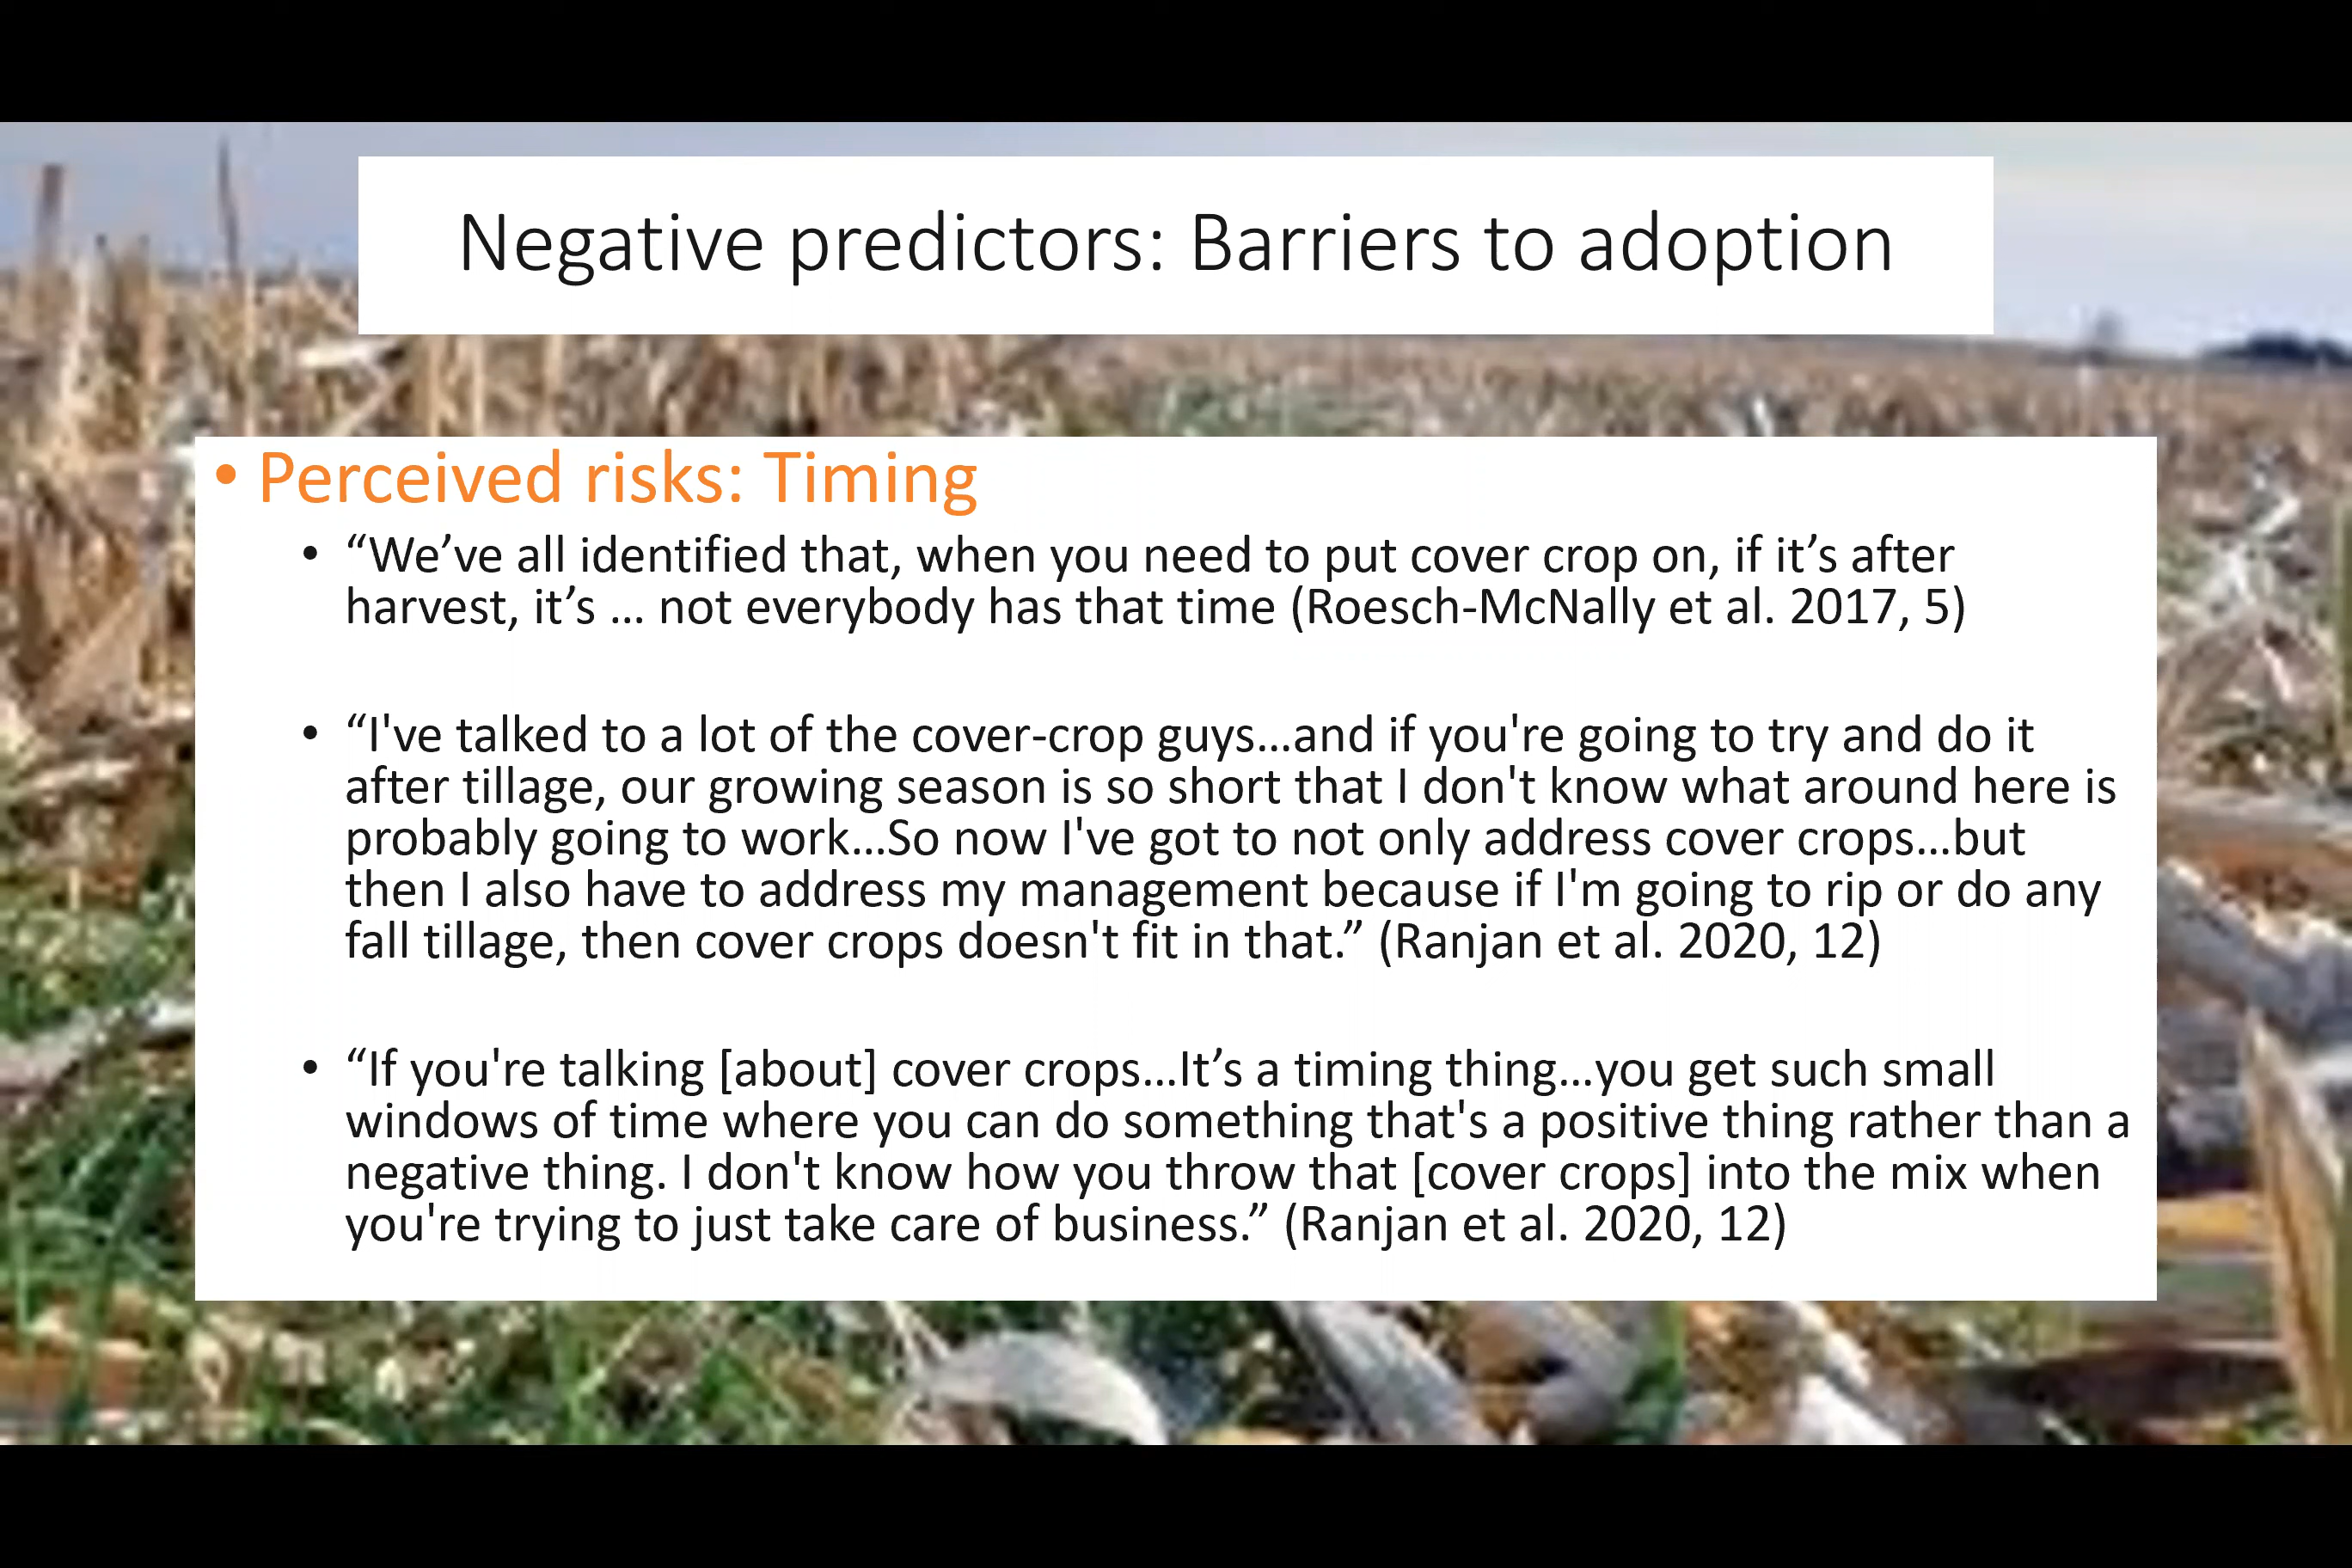 Negative predictors: Barriers to adoption
• Perceived risks: Timing
• “We’ve all identified that, when you need to put cover crop on, if it’s after
harvest, it’s … not everybody has that time (Roesch-McNally et al. 2017, 5)
• “I've talked to a lot of the cover-crop guys…and if you're going to try and do it
after tillage, our growing season is so short that I don't know what around here is
probably going to work…So now I've got to not only address cover crops…but
then I also have to address my management because if I'm going to rip or do any
fall tillage, then cover crops doesn't fit in that.” (Ranjan et al. 2020, 12)
• “If you're talking [about] cover crops…It’s a timing thing…you get such small
windows of time where you can do something that's a positive thing rather than a
negative thing. I don't know how you throw that [cover crops] into the mix when
you're trying to just take care of business.” (Ranjan et al. 2020, 12)